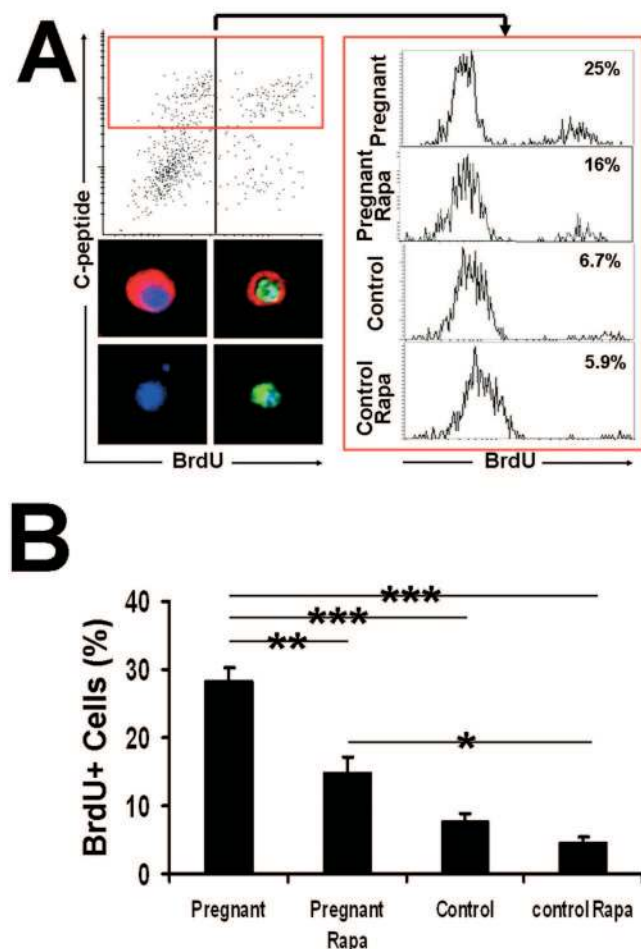 A
C-peptide
BrdU
Pregnant
25%
Pregnant
Rapa
16%
Control
6.7%
Control
Rapa
5.9%
BrdU
B
BrdU+ Cells (%)
40
30
20
10
0
***
***
**
*
Pregnant
Pregnant
Rapa
Control
control Rapa